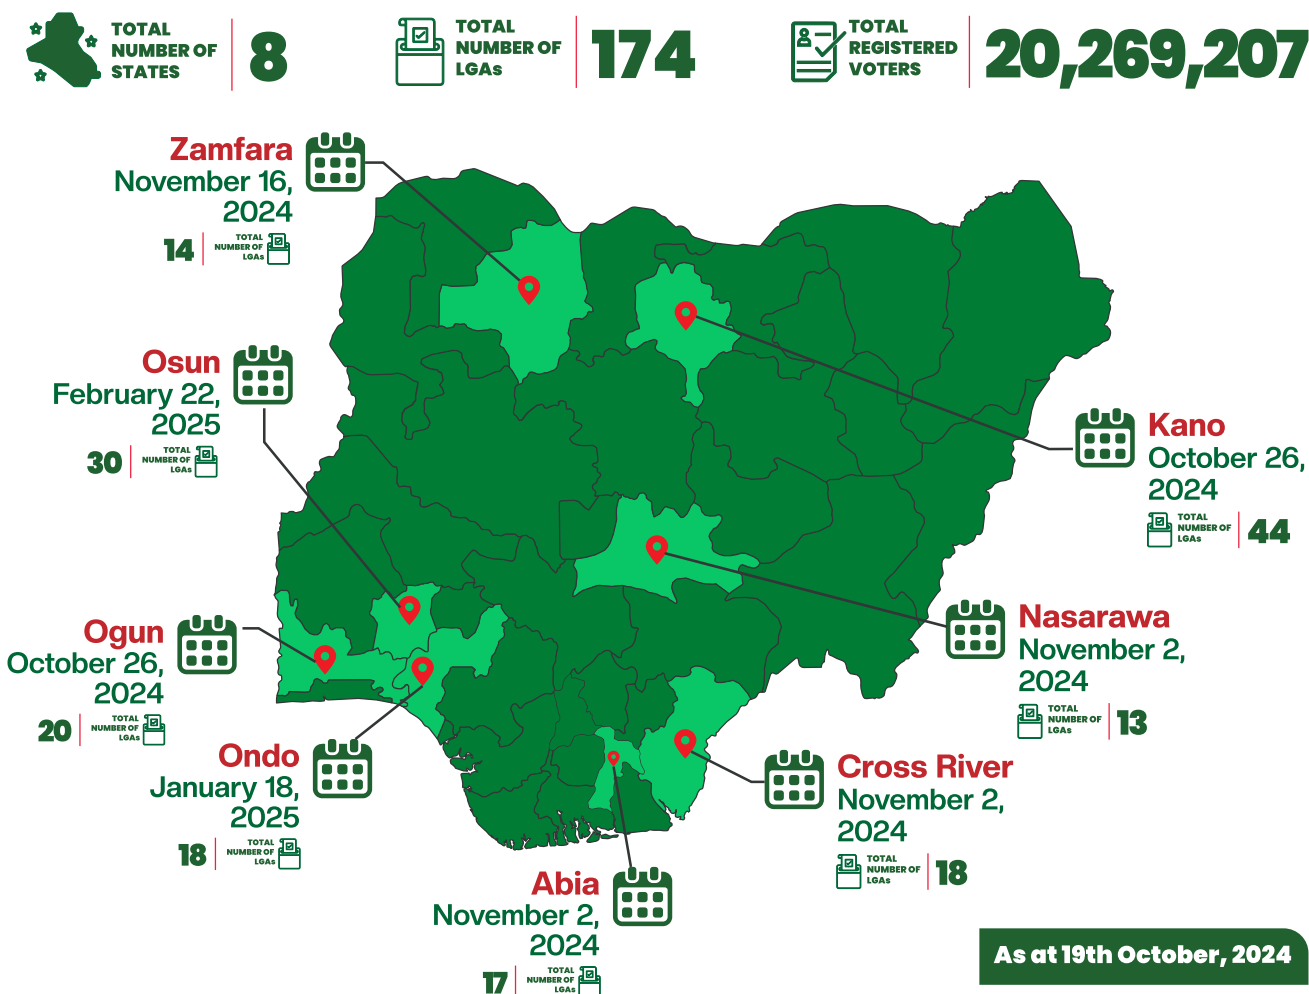 TOTAL
NUMBER OF
STATES
8
TOTAL
NUMBER OF
LGAs
174
TOTAL
REGISTERED
VOTERS
20,269,207
Zamfara
November 16,
2024
14
TOTAL
NUMBER OF
LGAs
Osun
February 22,
2025
30
TOTAL
NUMBER OF
LGAs
Kano
October 26,
2024
TOTAL
NUMBER OF
LGAs
44
Ogun
October 26,
2024
20
TOTAL
NUMBER OF
LGAs
Nasarawa
November 2,
2024
TOTAL
NUMBER OF
LGAs
13
Ondo
January 18,
2025
18
TOTAL
NUMBER OF
LGAs
Cross River
November 2,
2024
TOTAL
NUMBER OF
LGAs
18
Abia
November 2,
2024
17
TOTAL
NUMBER OF
LGAs
As at 19th October, 2024